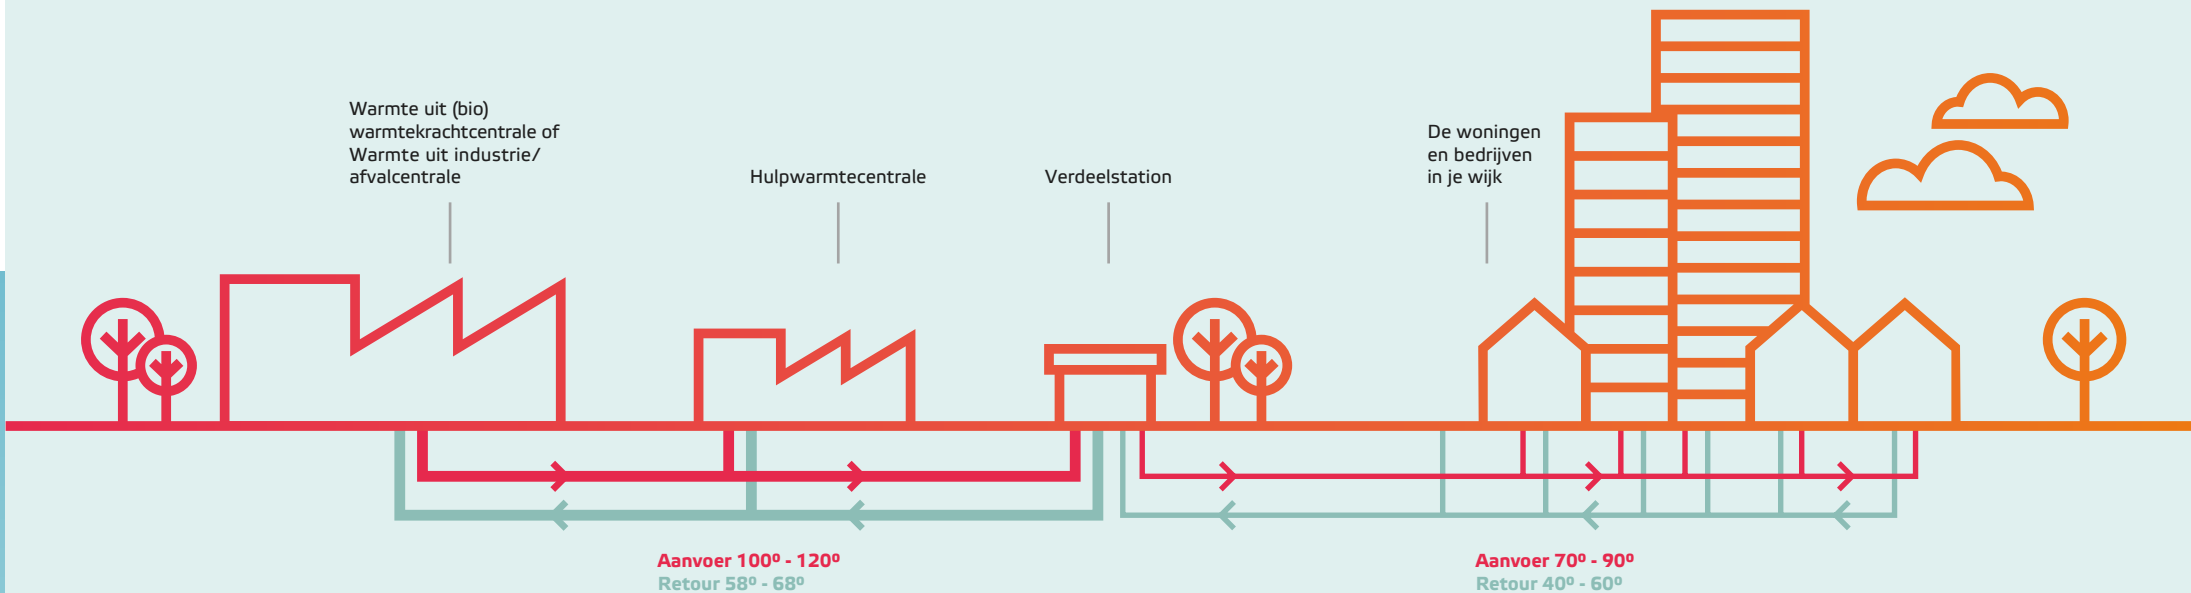 Warmte uit (bio)
warmtekrachtcentrale of
Warmte uit industrie/
afvalcentrale
Hulpwarmtecentrale
Verdeelstation
De woningen
en bedrijven
in je wijk
Aanvoer 100º - 120º
Retour 58º - 68º
Aanvoer 70º - 90º
Retour 40º - 60º